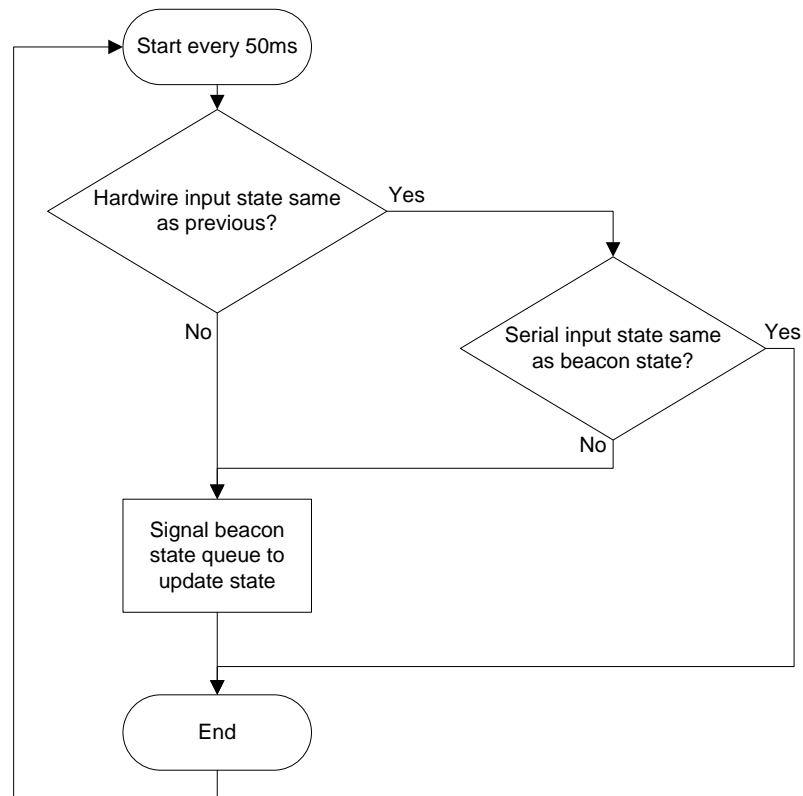 Start every 50ms
Hardwire input state same
as previous?
Yes
No
Serial input state same
as beacon state?
Yes
No
Signal beacon
state queue to
update state
End